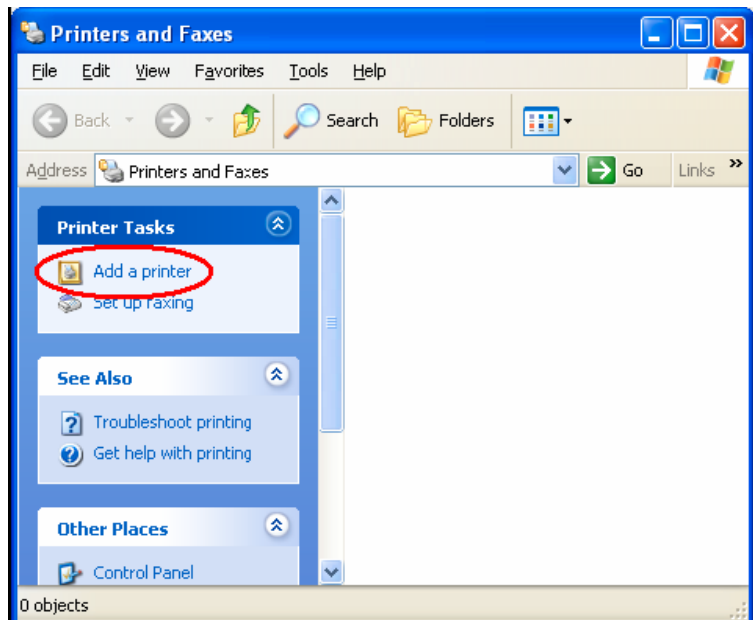 Printers and Faxes
File Edit View Favorites Tools Help
Back Search Folders
Address Printers and Faxes Go Links »
Printer Tasks
Add a printer
Set up faxing
See Also
Troubleshoot printing
Get help with printing
Other Places
Control Panel
0 objects